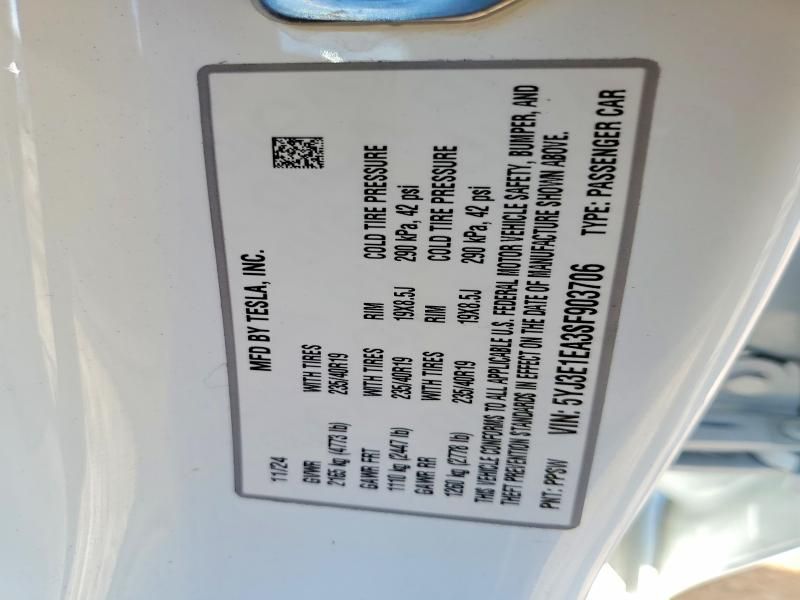 MFD BY TESLA, INC.
11/24
GVWR WITH TIRES
2165 kg (4773 lb) 235/40R19
GAWR FRT WITH TIRES RIM COLD TIRE PRESSURE
1110 kg (2447 lb) 235/40R19 19X8.5J 290 kPa, 42 psi
GAWR RR WITH TIRES RIM COLD TIRE PRESSURE
1260 kg (2778 lb) 235/40R19 19X8.5J 290 kPa, 42 psi
THIS VEHICLE CONFORMS TO ALL APPLICABLE U.S. FEDERAL MOTOR VEHICLE SAFETY, BUMPER, AND
THEFT PREVENTION STANDARDS IN EFFECT ON THE DATE OF MANUFACTURE SHOWN ABOVE.
PNT: PPSW VIN: 5YJ3E1EA3SF903706 TYPE: PASSENGER CAR